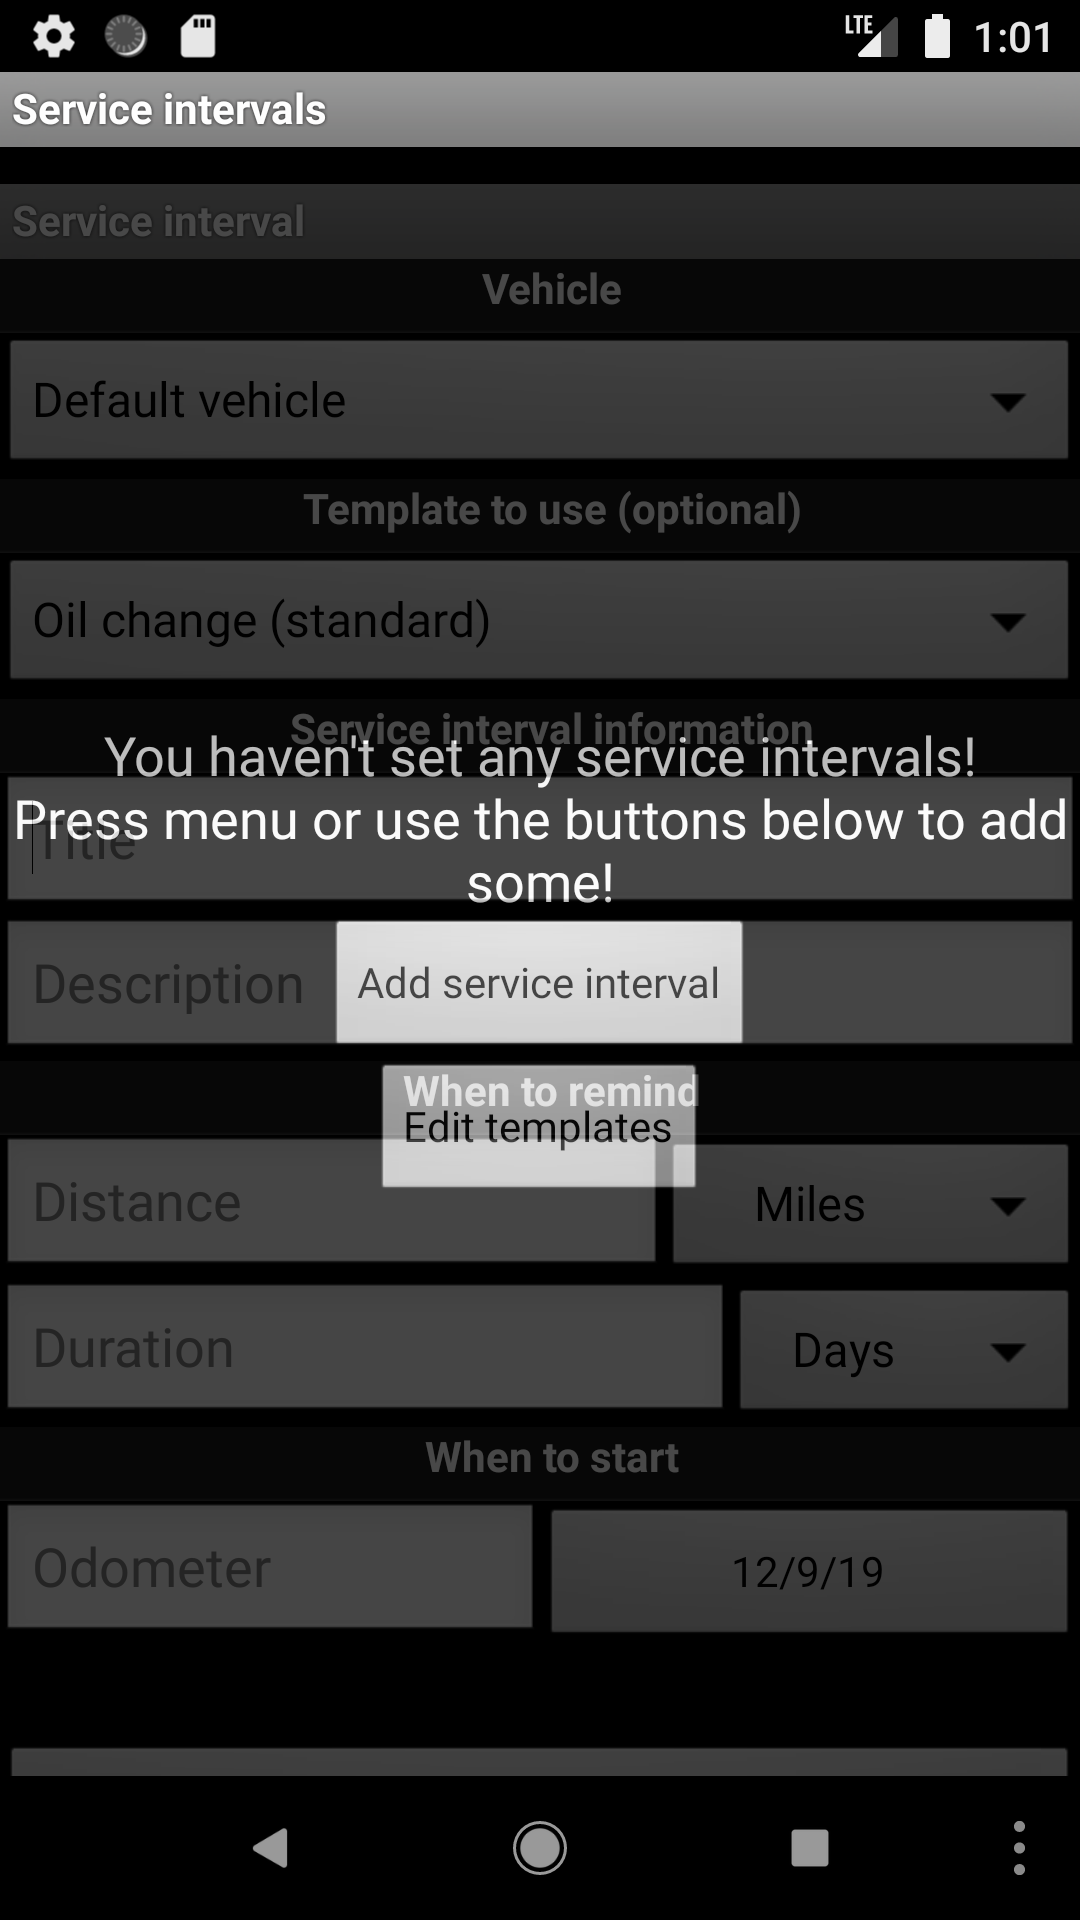 LTE 1:01
Service intervals
Service interval
Vehicle
Default vehicle
Template to use (optional)
Oil change (standard)
Service interval information
You haven't set any service intervals!
Press menu or use the buttons below to add
some!
Title
Description
Add service interval
When to remind
Edit templates
Distance
Miles
Duration
Days
When to start
Odometer
12/9/19